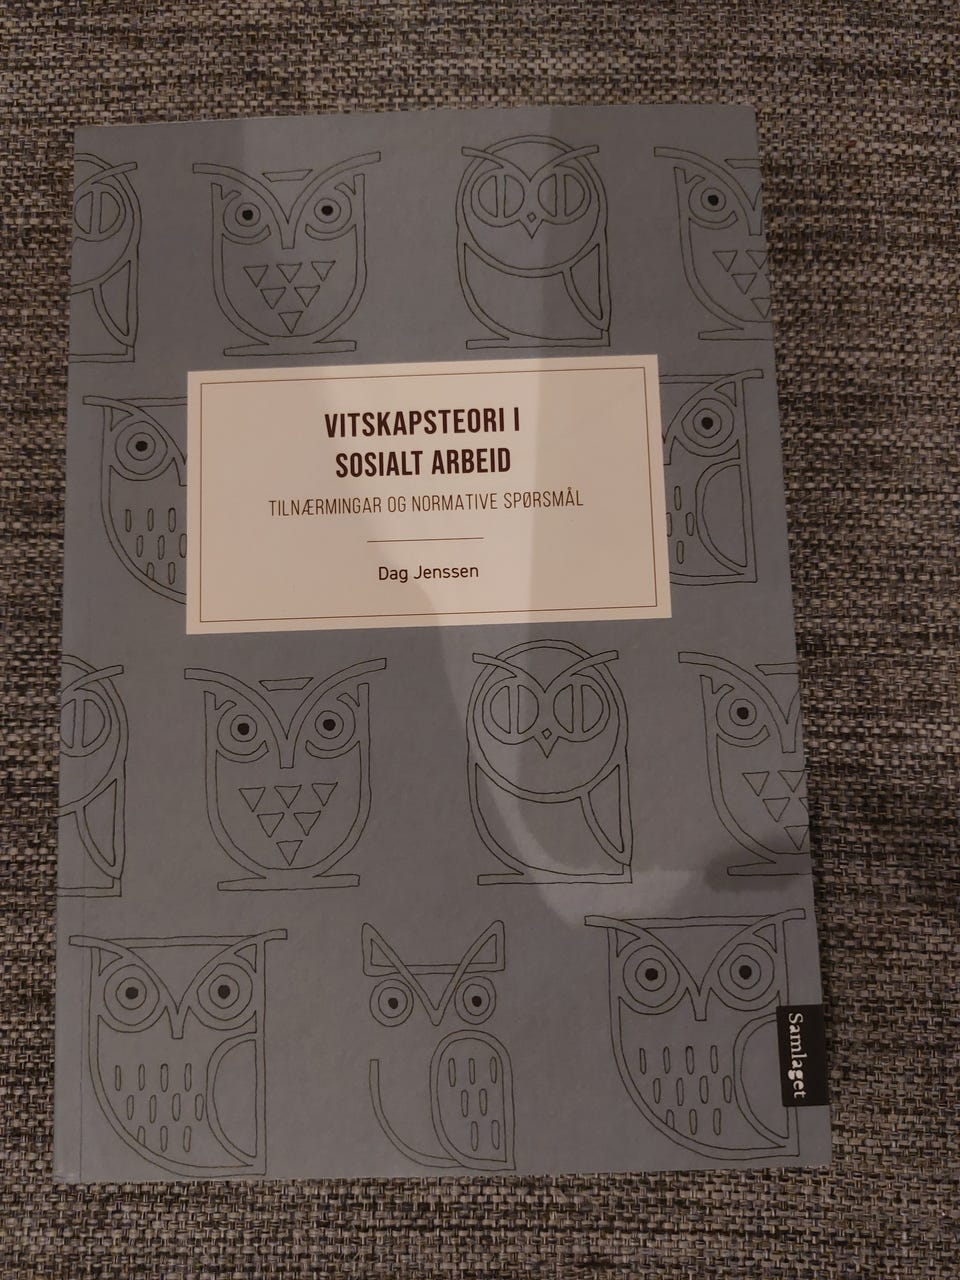 VITSKAPSTEORI I
SOSIALT ARBEID
TILNÆRMINGAR OG NORMATIVE SPØRSMÅL
Dag Jenssen
Samlaget